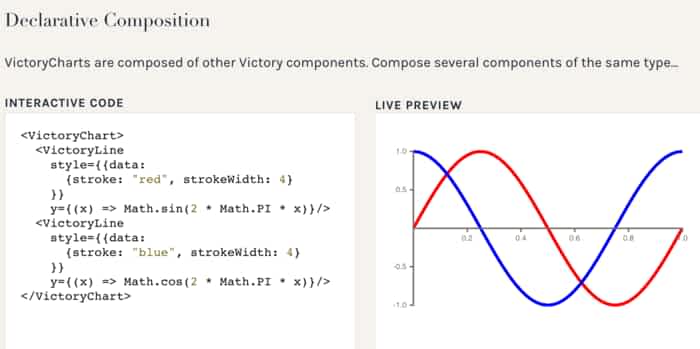 Declarative Composition
VictoryCharts are composed of other Victory components. Compose several components of the same type…
INTERACTIVE CODE
<VictoryChart>
<VictoryLine
style={{data:
{stroke: "red", strokeWidth: 4}
}}
y={(x) => Math.sin(2 * Math.PI * x)}/>
<VictoryLine
style={{data:
{stroke: "blue", strokeWidth: 4}
}}
y={(x) => Math.cos(2 * Math.PI * x)}/>
</VictoryChart>
LIVE PREVIEW
1.0
0.5
0.2 0.4 0.6 0.8
-0.5
-1.0